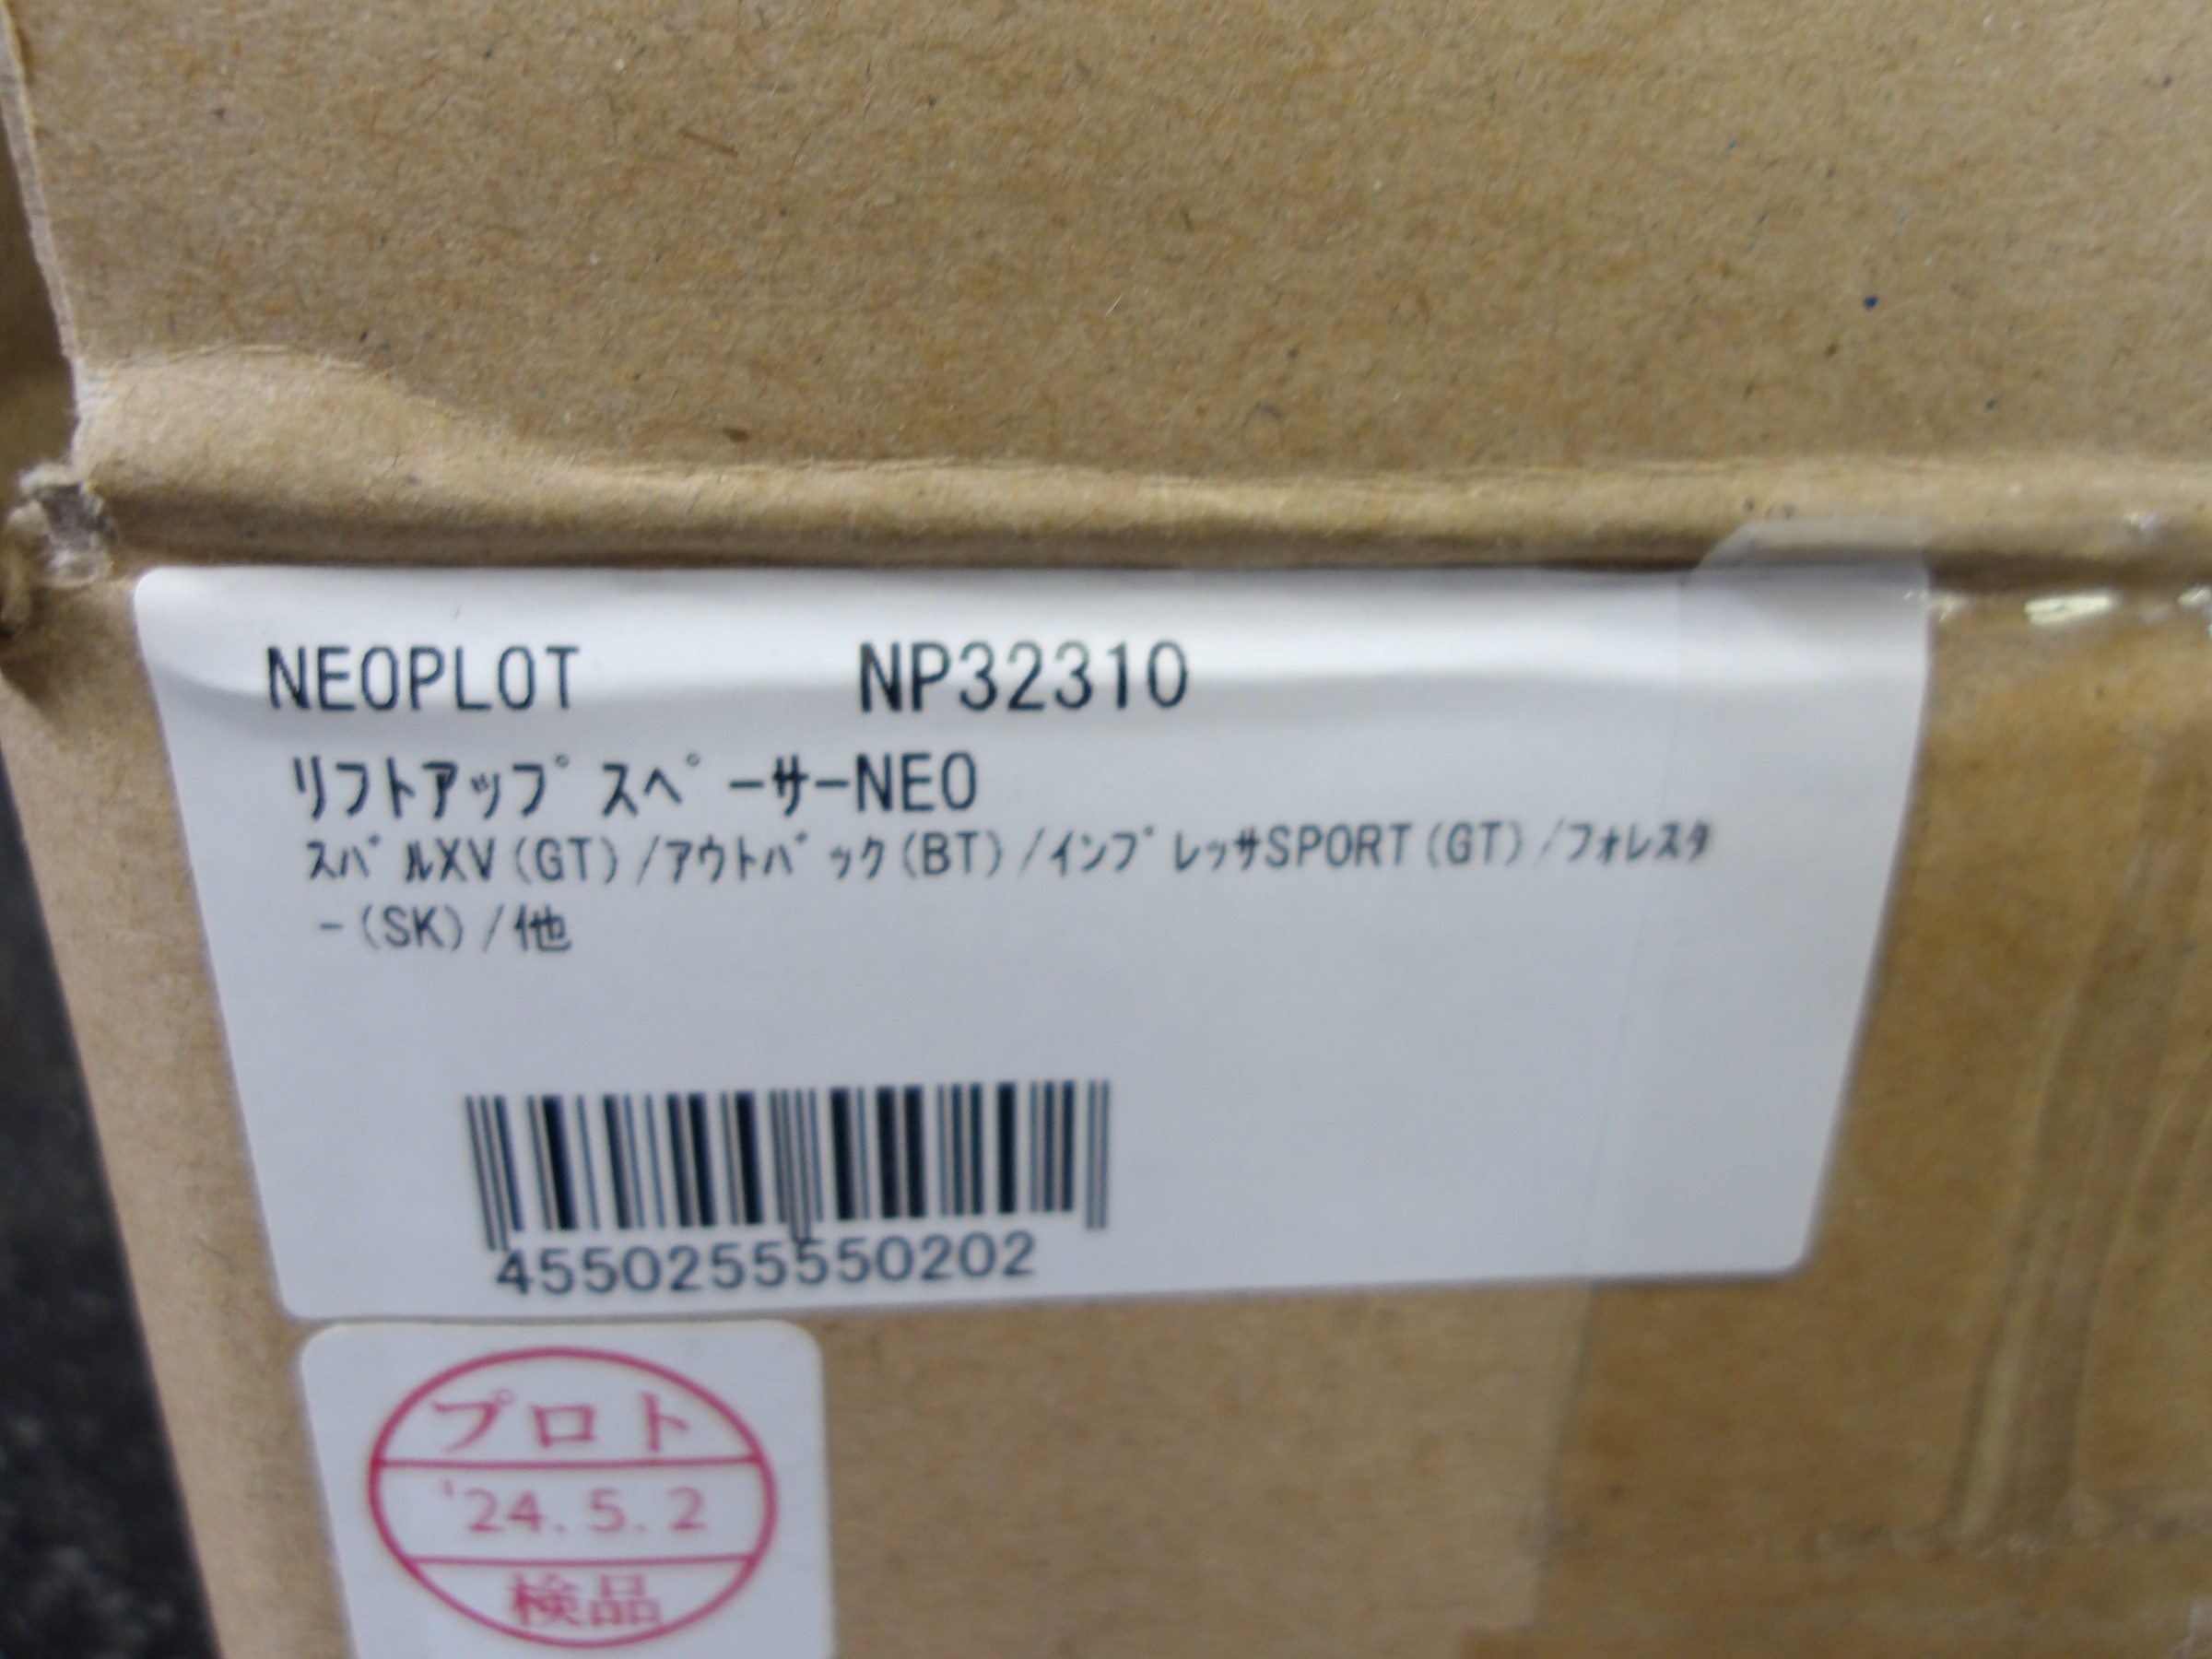 NEOPLOT NP32310
ﾘﾌﾄｱｯﾌﾟｽﾍﾟｰｻｰNEO
ｽﾊﾞﾙXV(GT)/ｱｳﾄﾊﾞｯｸ(BT)/ｲﾝﾌﾟﾚｯｻSPORT(GT)/ﾌｫﾚｽﾀ
ｰ(SK)/他
4550255550202
プロト
'24.5.2
検品